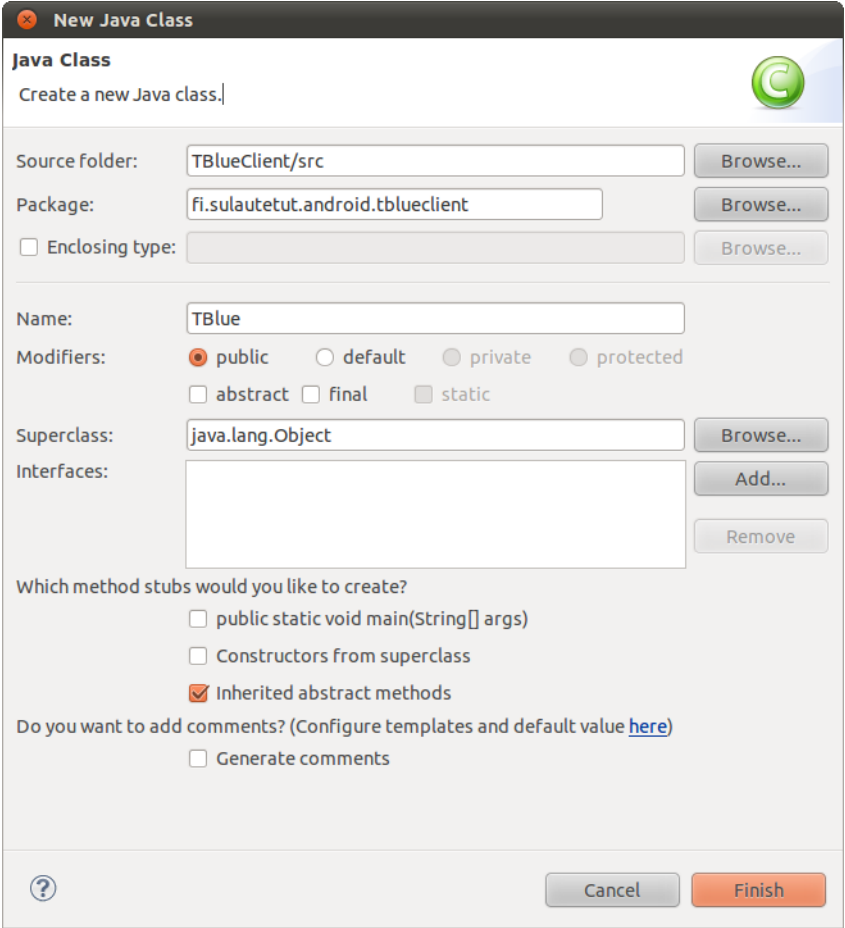 New Java Class
Java Class
Create a new Java class.
Source folder: TBlueClient/src Browse...
Package: fi.sulautetut.android.tblueclient Browse...
Enclosing type: Browse...
Name: TBlue
Modifiers: public default private protected
abstract final static
Superclass: java.lang.Object Browse...
Interfaces: Add...
Remove
Which method stubs would you like to create?
public static void main(String[] args)
Constructors from superclass
Inherited abstract methods
Do you want to add comments? (Configure templates and default value here)
Generate comments
? Cancel Finish